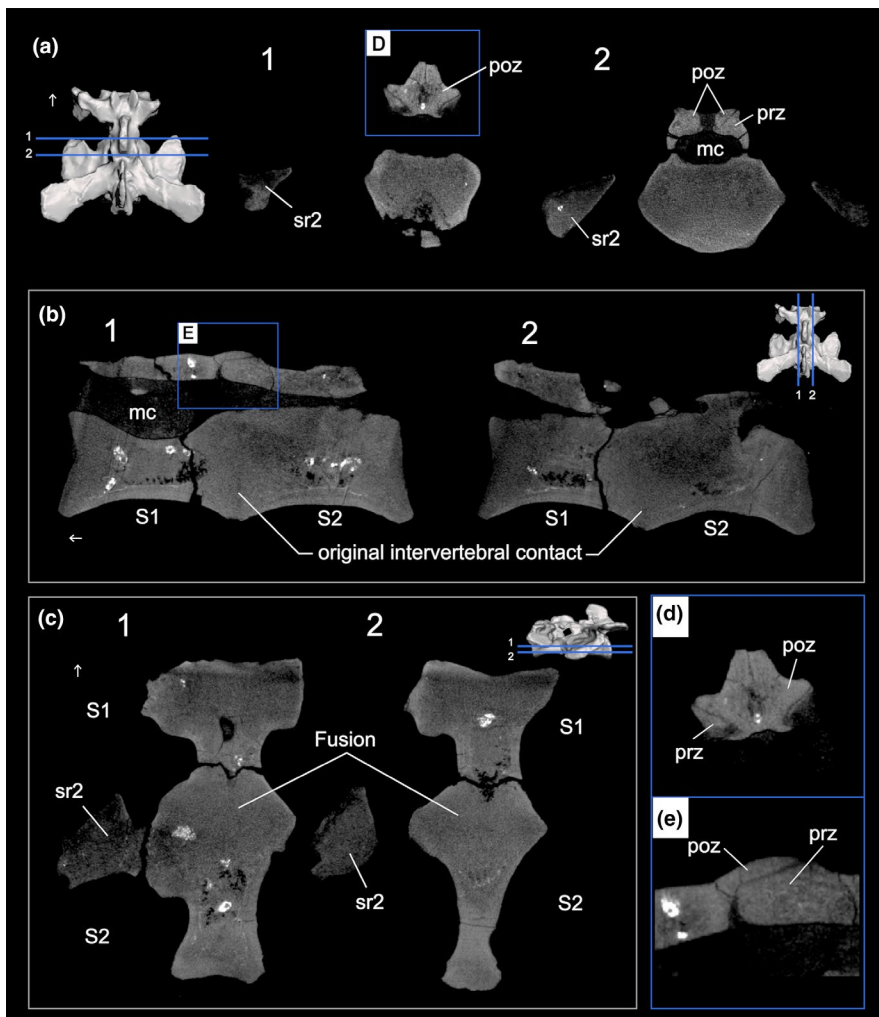 (a)
1
D
poz
2
poz
prz
mc
1
2
sr2
sr2
(b)
1
E
2
mc
1 2
S1
S2
S1
S2
original intervertebral contact
(c)
1
2
1
2
S1
S1
Fusion
sr2
sr2
S2
S2
(d)
poz
prz
(e)
poz
prz